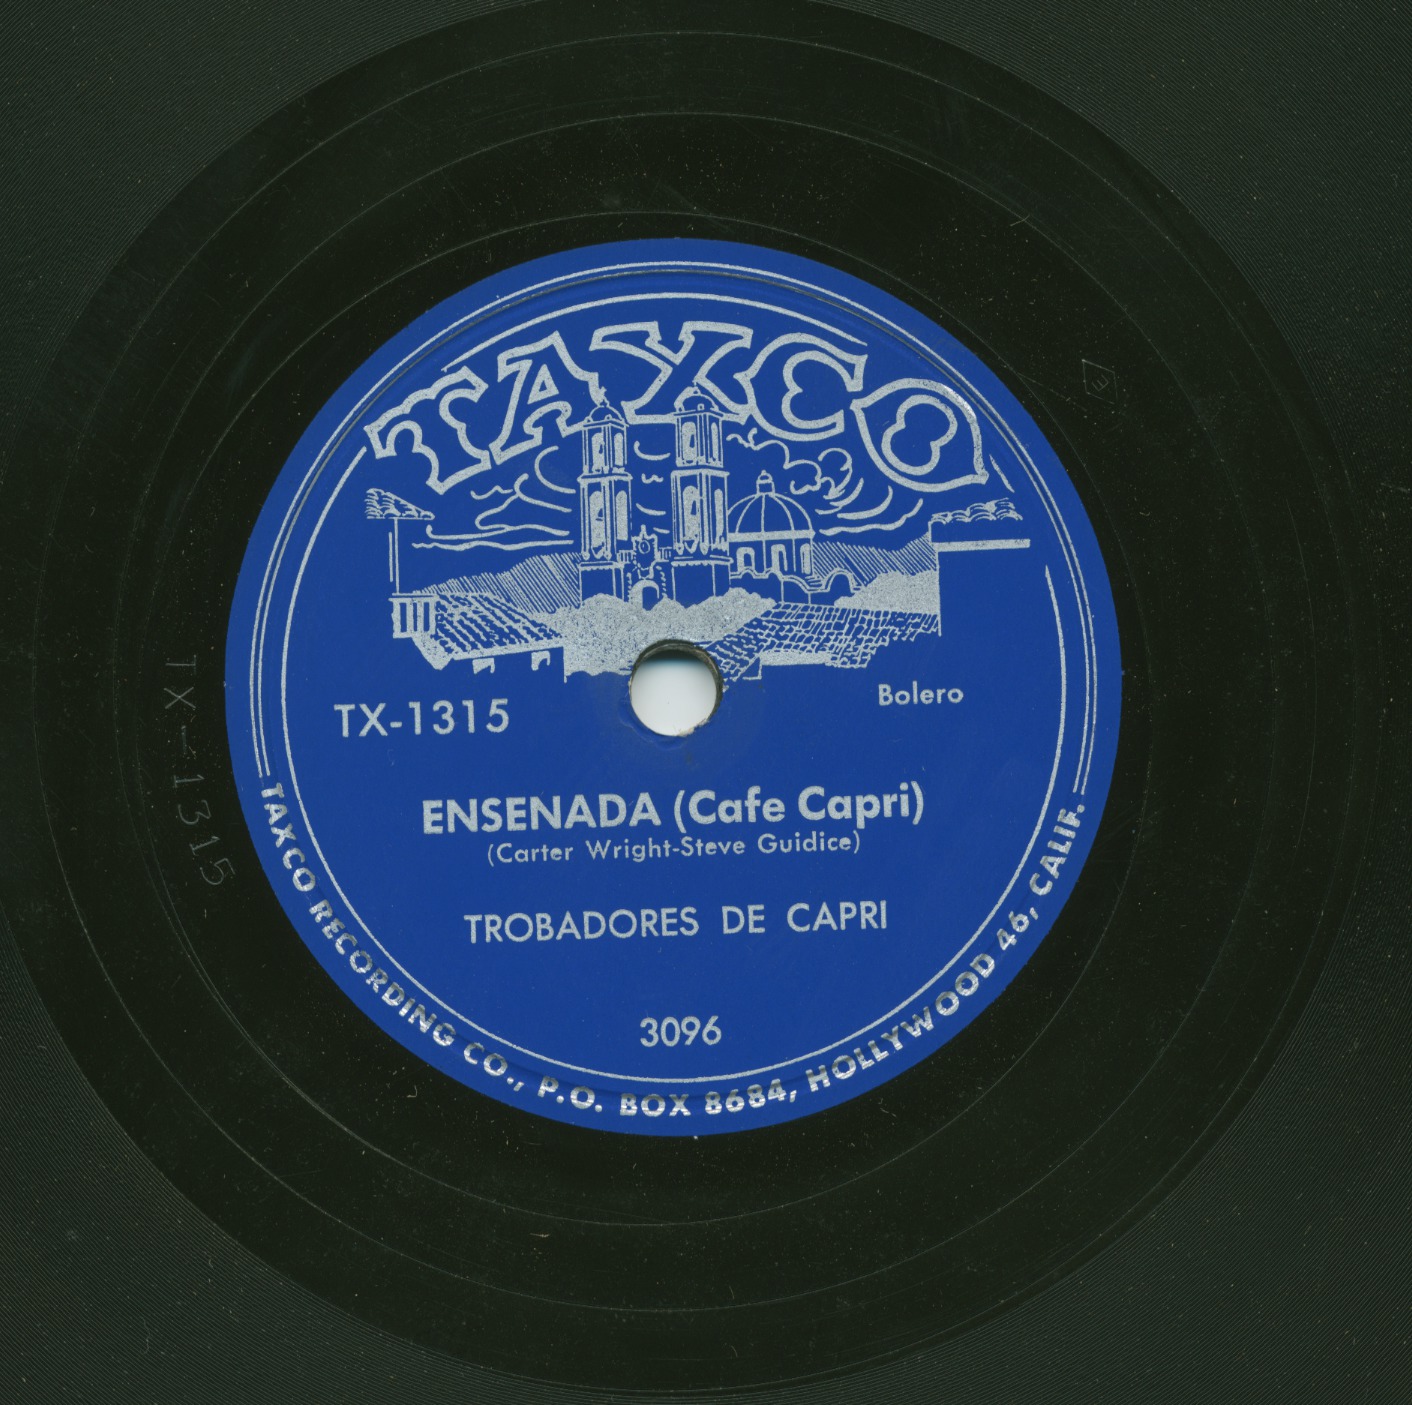 TAXCO
TX-1315
Bolero
ENSENADA (Cafe Capri)
(Carter Wright-Steve Guidice)
TROBADORES DE CAPRI
3096
TAXCO RECORDING CO., P.O. BOX 8684, HOLLYWOOD 46, CALIF.
TX-1315
E